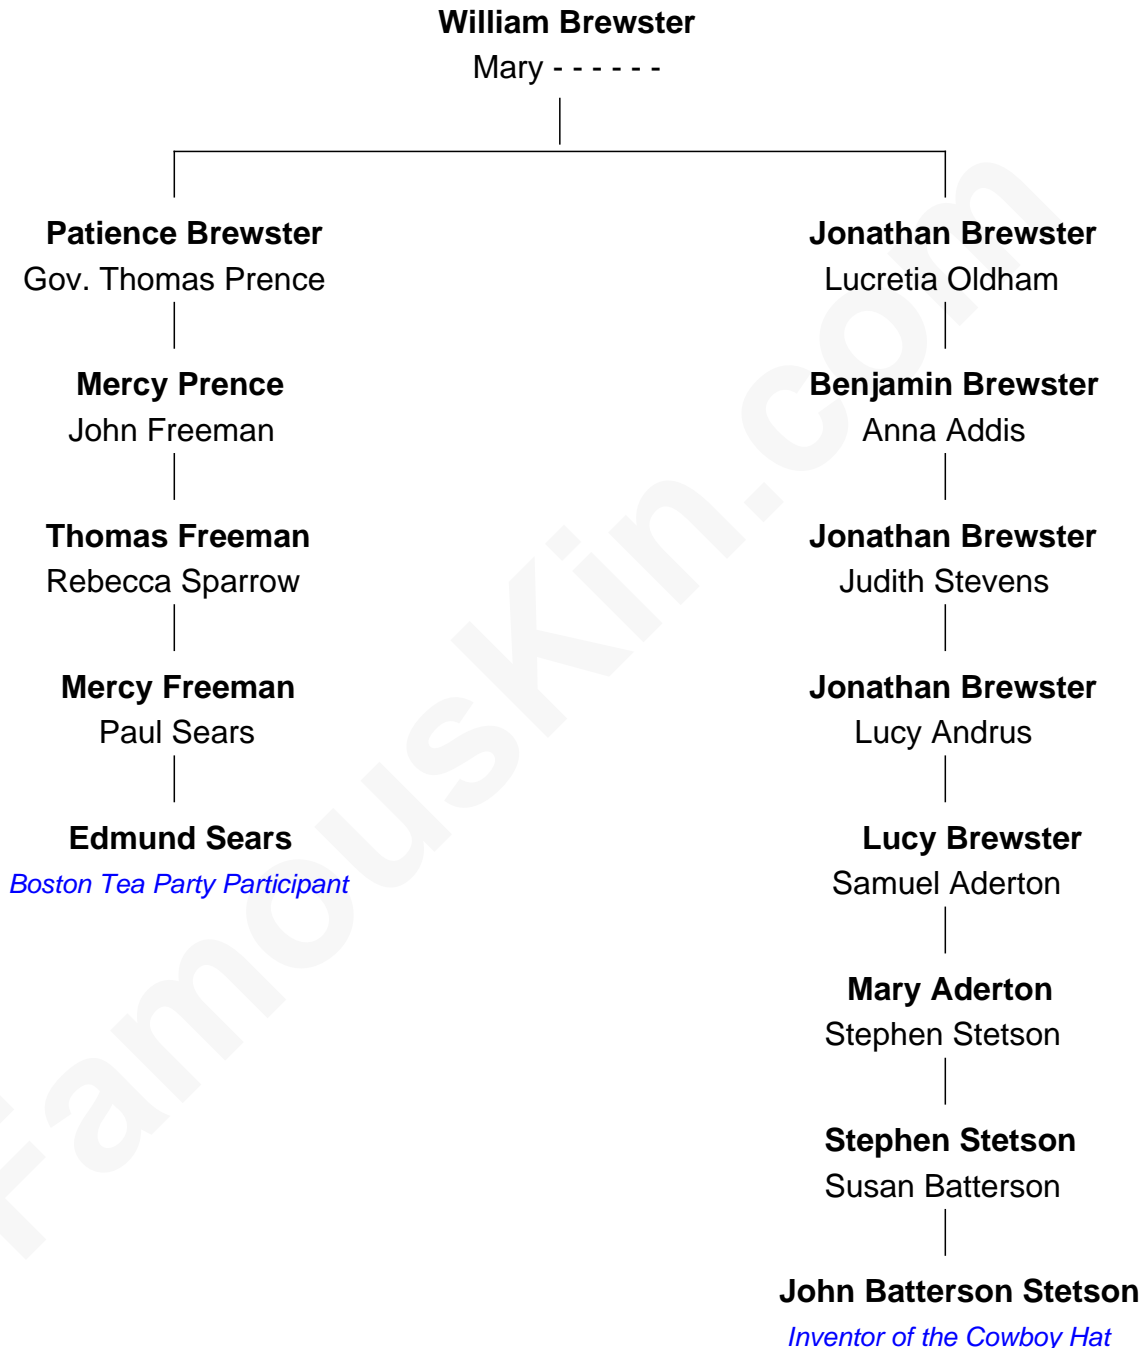 William Brewster
Mary - - - - - -
Patience Brewster
Gov. Thomas Prence
Jonathan Brewster
Lucretia Oldham
Mercy Prence
John Freeman
Benjamin Brewster
Anna Addis
Thomas Freeman
Rebecca Sparrow
Jonathan Brewster
Judith Stevens
Mercy Freeman
Paul Sears
Jonathan Brewster
Lucy Andrus
Edmund Sears
Boston Tea Party Participant
Lucy Brewster
Samuel Aderton
Mary Aderton
Stephen Stetson
Stephen Stetson
Susan Batterson
John Batterson Stetson
Inventor of the Cowboy Hat
FamousKin.com